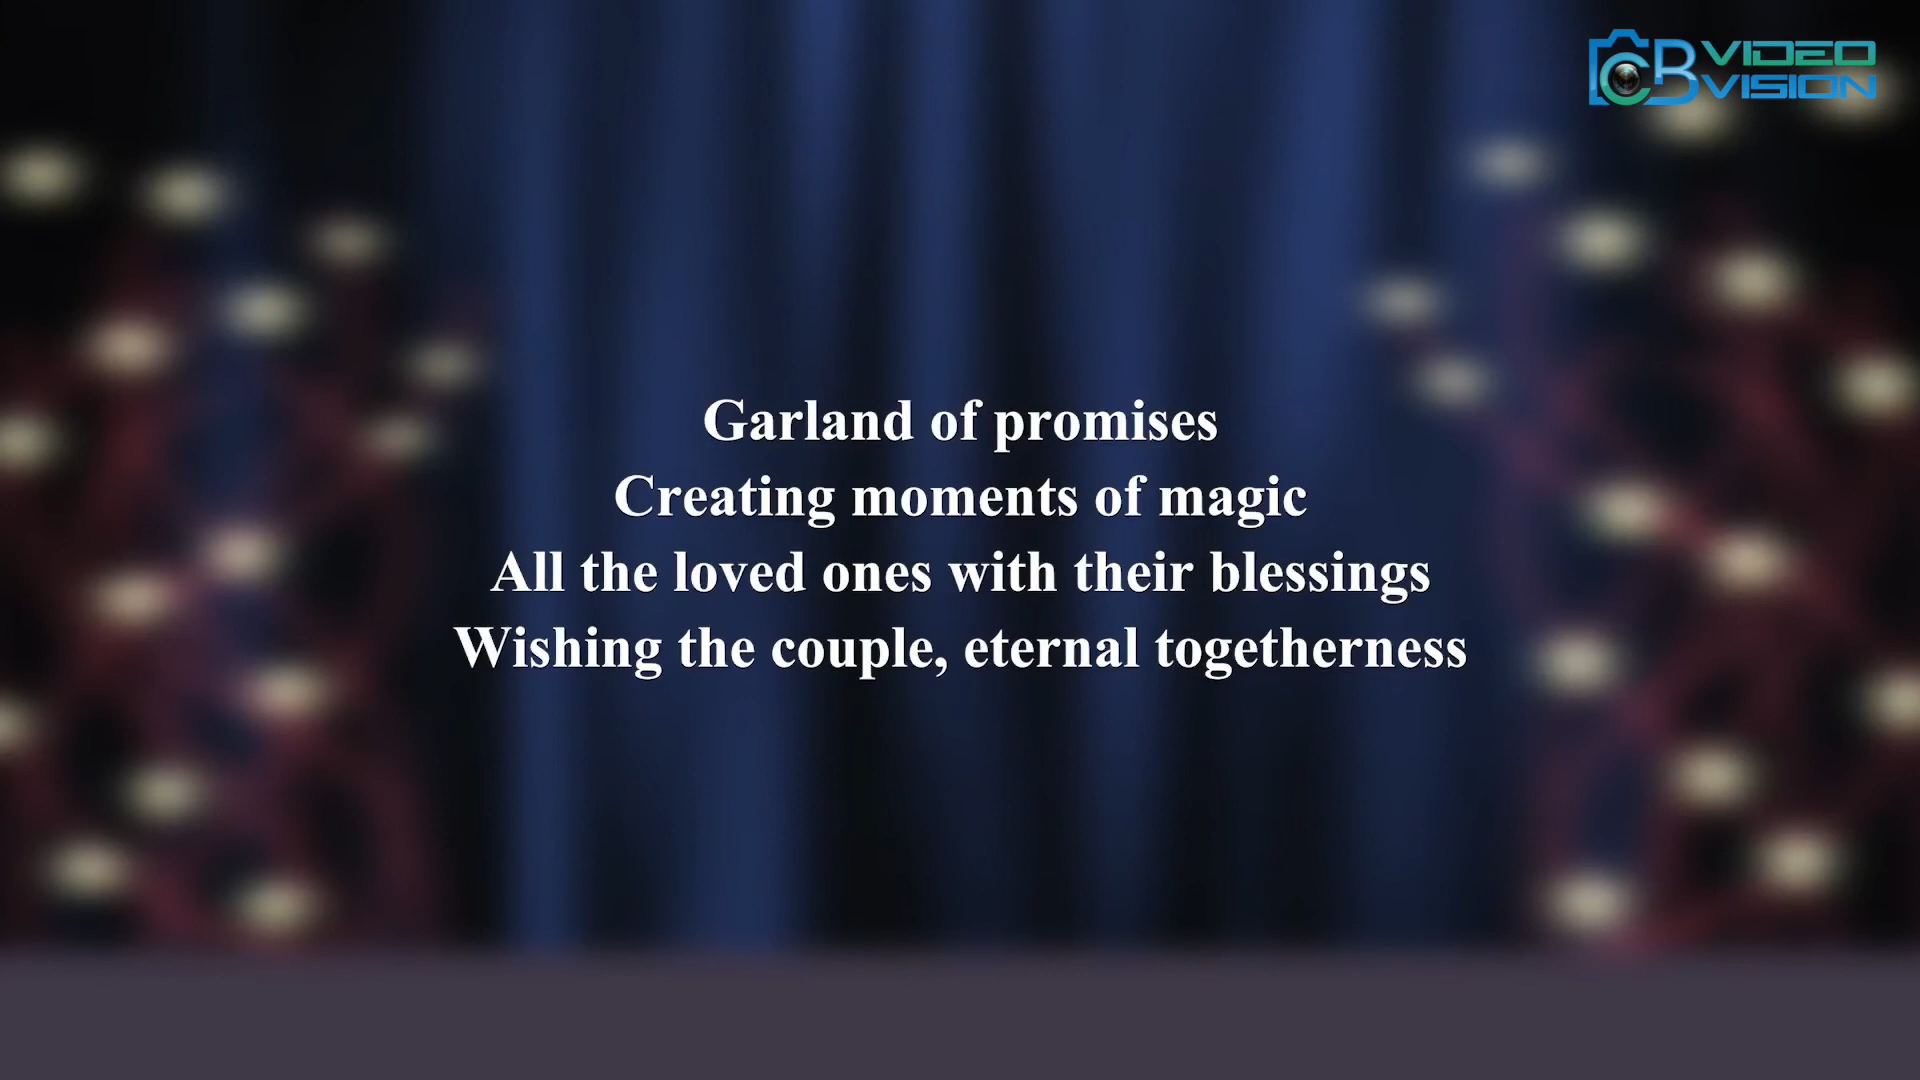 CB VIDEO VISION
Garland of promises
Creating moments of magic
All the loved ones with their blessings
Wishing the couple, eternal togetherness